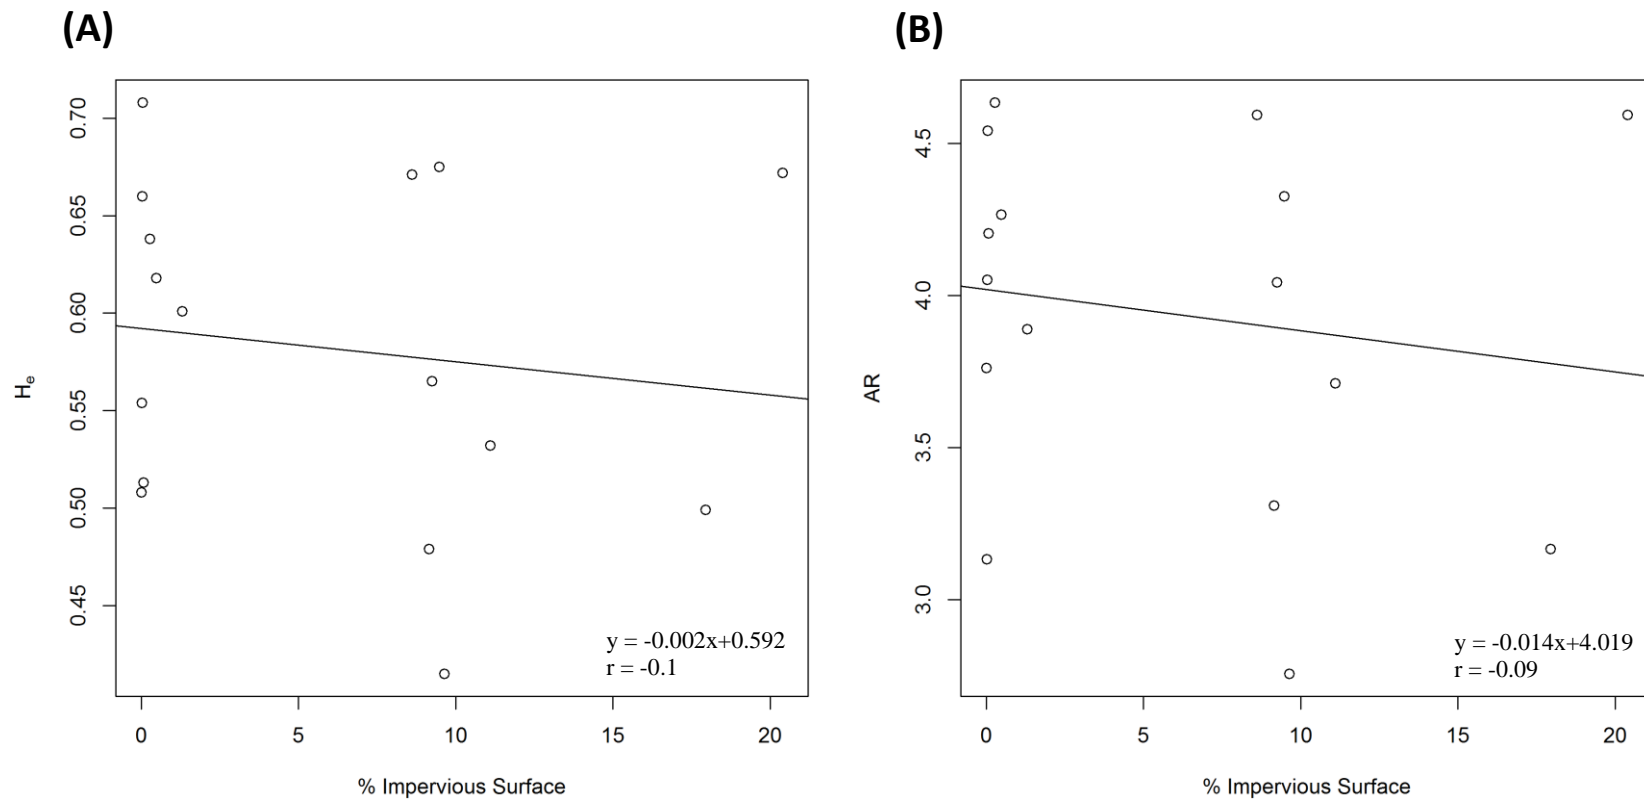 (A)
0.70
0.65
0.60
0.55
0.50
0.45
He
0 5 10 15 20
% Impervious Surface
y = -0.002x+0.592
r = -0.1
(B)
4.5
4.0
3.5
3.0
AR
0 5 10 15 20
% Impervious Surface
y = -0.014x+4.019
r = -0.09